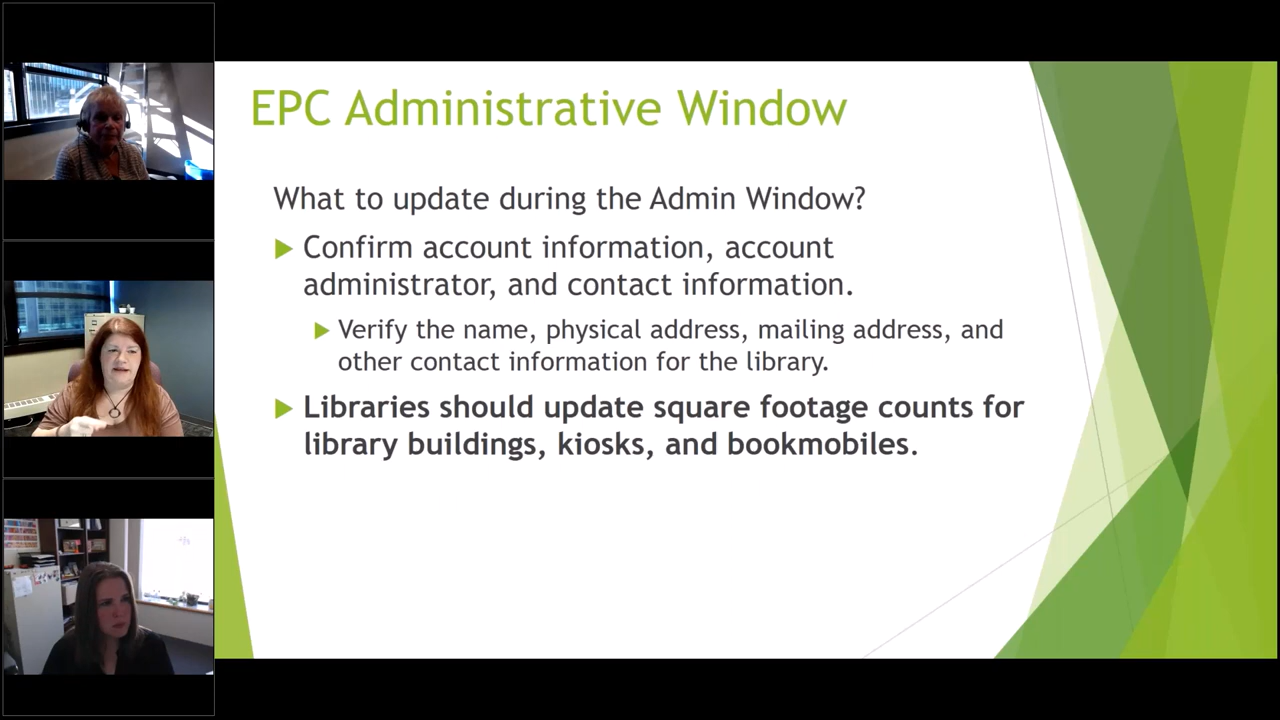 EPC Administrative Window
What to update during the Admin Window?
Confirm account information, account
administrator, and contact information.
Verify the name, physical address, mailing address, and
other contact information for the library.
Libraries should update square footage counts for
library buildings, kiosks, and bookmobiles.